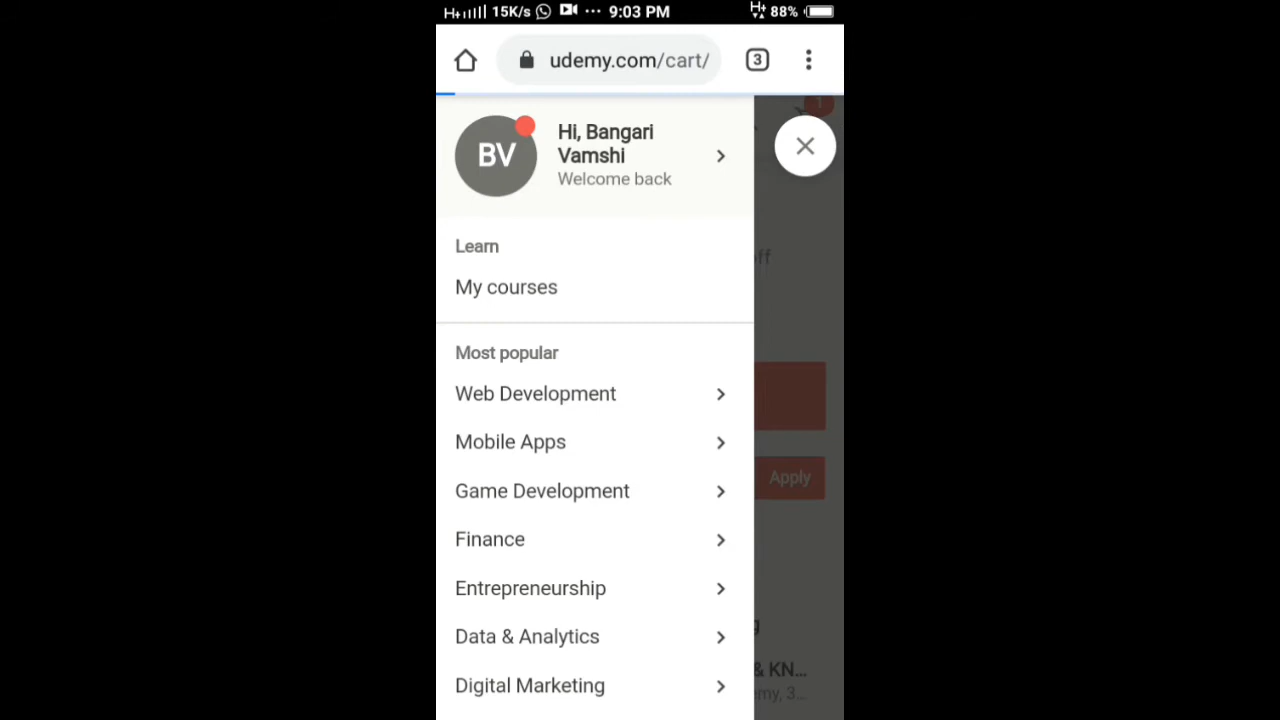 15K/s 9:03 PM H+ 88%
udemy.com/cart/ 3
1
BV
Hi, Bangari
Vamshi
Welcome back
Learn
My courses
Most popular
Web Development
Mobile Apps
Apply
Game Development
Finance
Entrepreneurship
Data & Analytics
& KN...
Digital Marketing